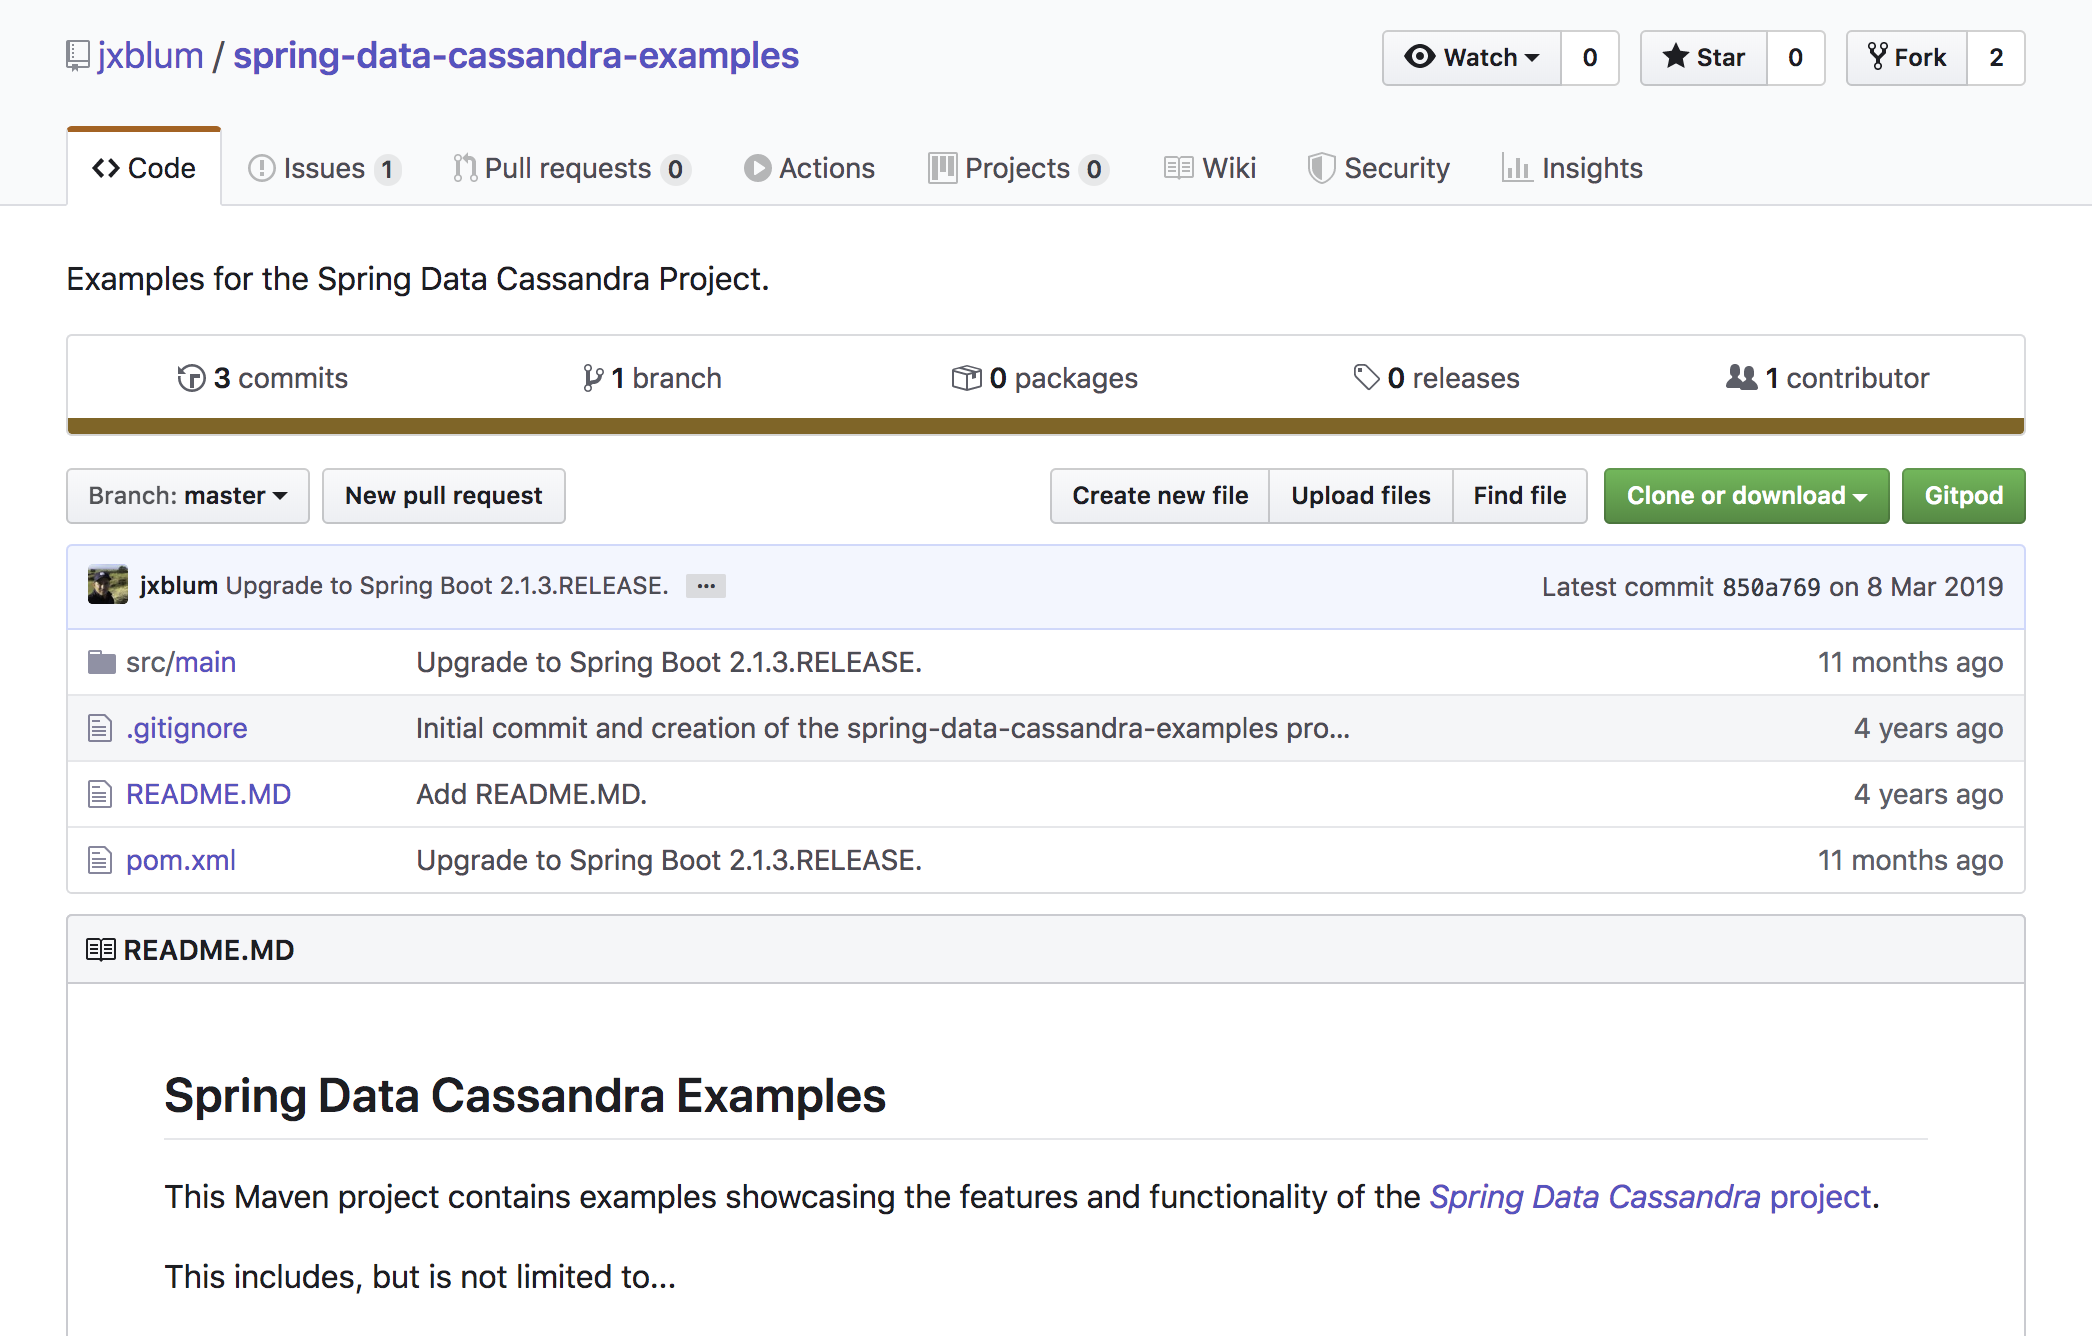 jxblum / spring-data-cassandra-examples Watch 0 Star 0 Fork 2
Code Issues 1 Pull requests 0 Actions Projects 0 Wiki Security Insights
Examples for the Spring Data Cassandra Project.
3 commits 1 branch 0 packages 0 releases 1 contributor
Branch: master New pull request Create new file Upload files Find file Clone or download Gitpod
jxblum Upgrade to Spring Boot 2.1.3.RELEASE. ... Latest commit 850a769 on 8 Mar 2019
src/main Upgrade to Spring Boot 2.1.3.RELEASE. 11 months ago
.gitignore Initial commit and creation of the spring-data-cassandra-examples pro... 4 years ago
README.MD Add README.MD. 4 years ago
pom.xml Upgrade to Spring Boot 2.1.3.RELEASE. 11 months ago
README.MD
Spring Data Cassandra Examples
This Maven project contains examples showcasing the features and functionality of the Spring Data Cassandra project.
This includes, but is not limited to...